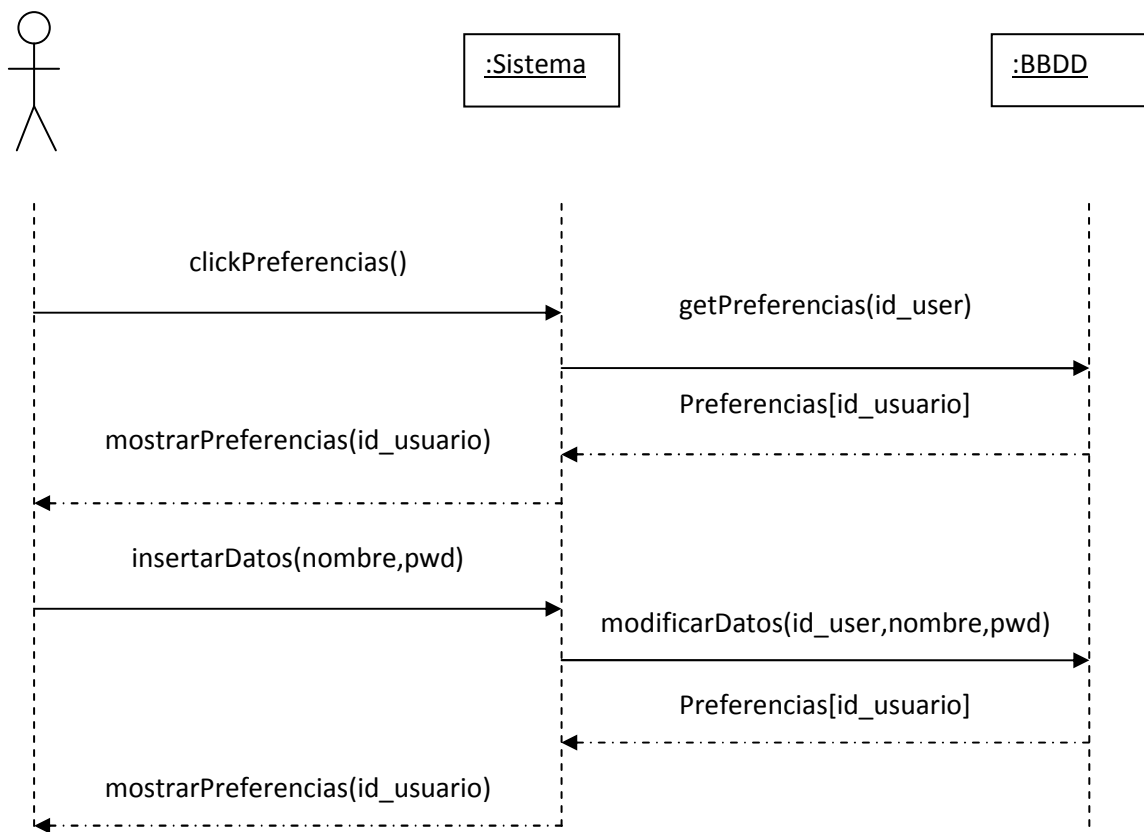 :Sistema
:BBDD
clickPreferencias()
getPreferencias(id_user)
Preferencias[id_usuario]
mostrarPreferencias(id_usuario)
insertarDatos(nombre,pwd)
modificarDatos(id_user,nombre,pwd)
Preferencias[id_usuario]
mostrarPreferencias(id_usuario)